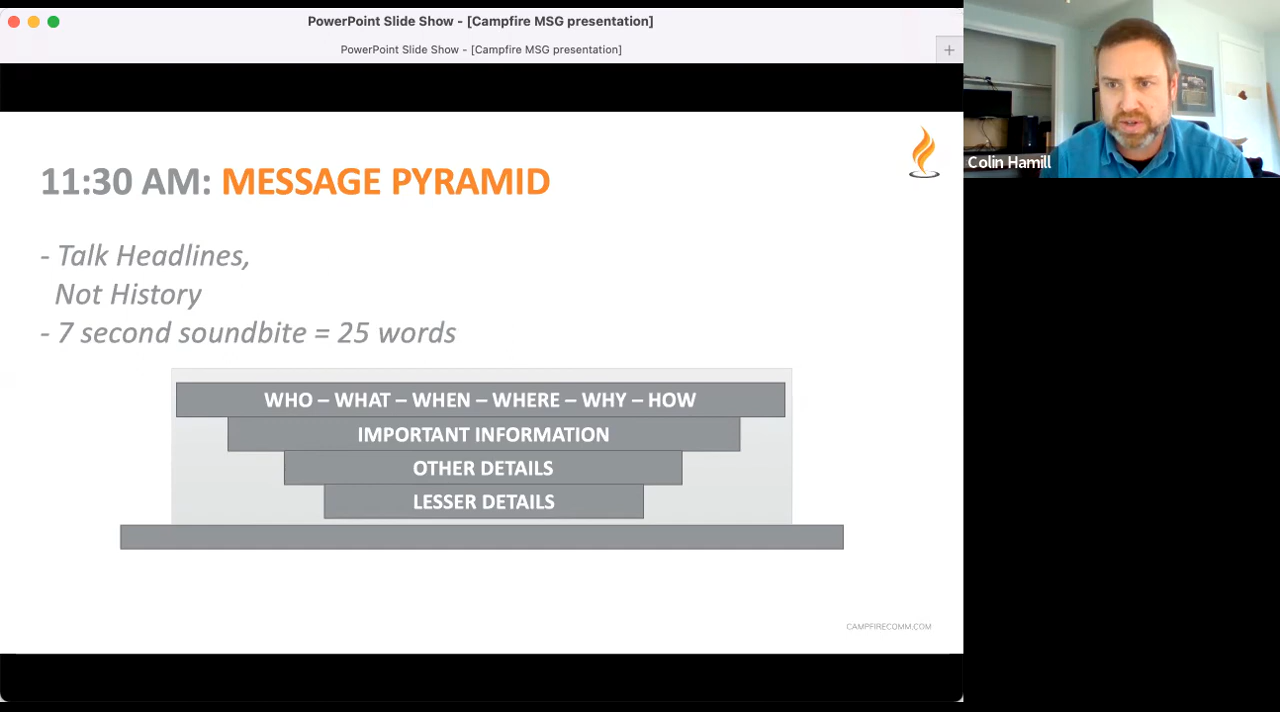 PowerPoint Slide Show - [Campfire MSG presentation]
PowerPoint Slide Show - [Campfire MSG presentation]
+
Colin Hamill
11:30 AM: MESSAGE PYRAMID
- Talk Headlines,
Not History
- 7 second soundbite = 25 words
WHO – WHAT – WHEN – WHERE – WHY – HOW
IMPORTANT INFORMATION
OTHER DETAILS
LESSER DETAILS
CAMPFIRECOMM.COM